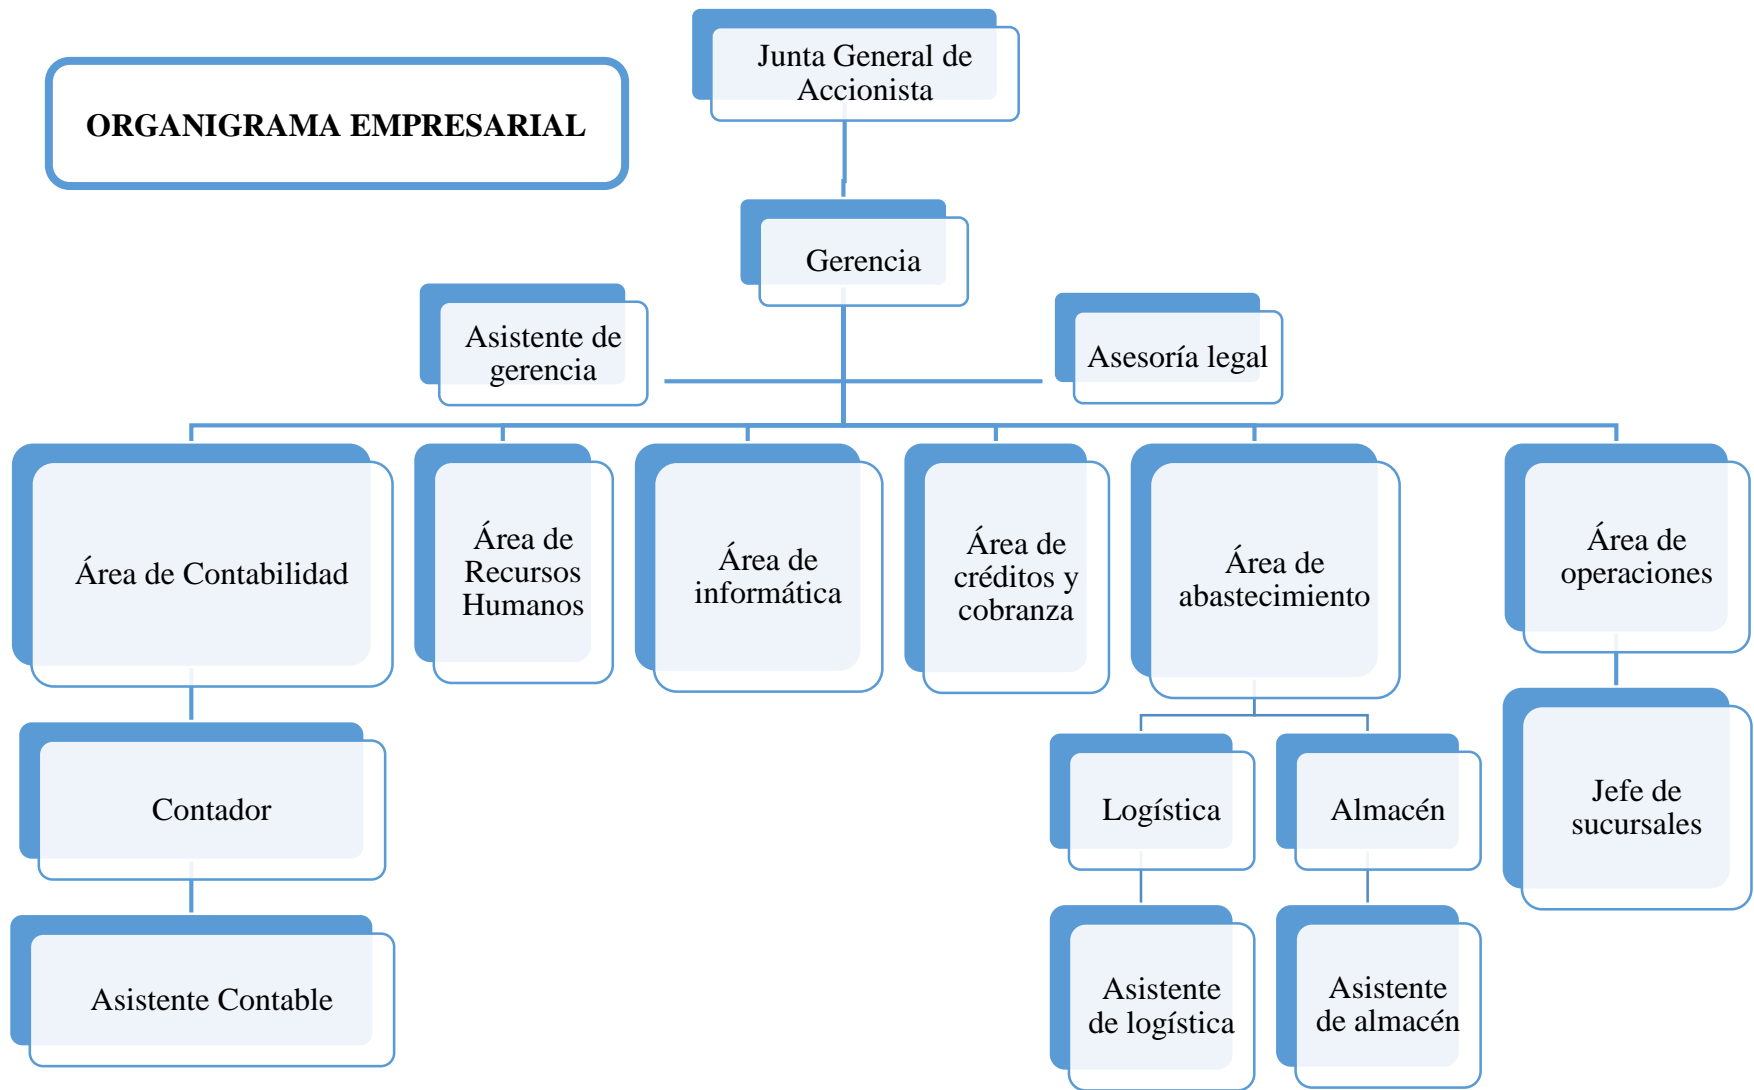 Junta General de
Accionista
ORGANIGRAMA EMPRESARIAL
Gerencia
Asistente de
gerencia
Asesoría legal
Área de Contabilidad
Área de
Recursos
Humanos
Área de
informática
Área de
créditos y
cobranza
Área de
abastecimiento
Área de
operaciones
Contador
Logística
Almacén
Jefe de
sucursales
Asistente Contable
Asistente
de logística
Asistente
de almacén